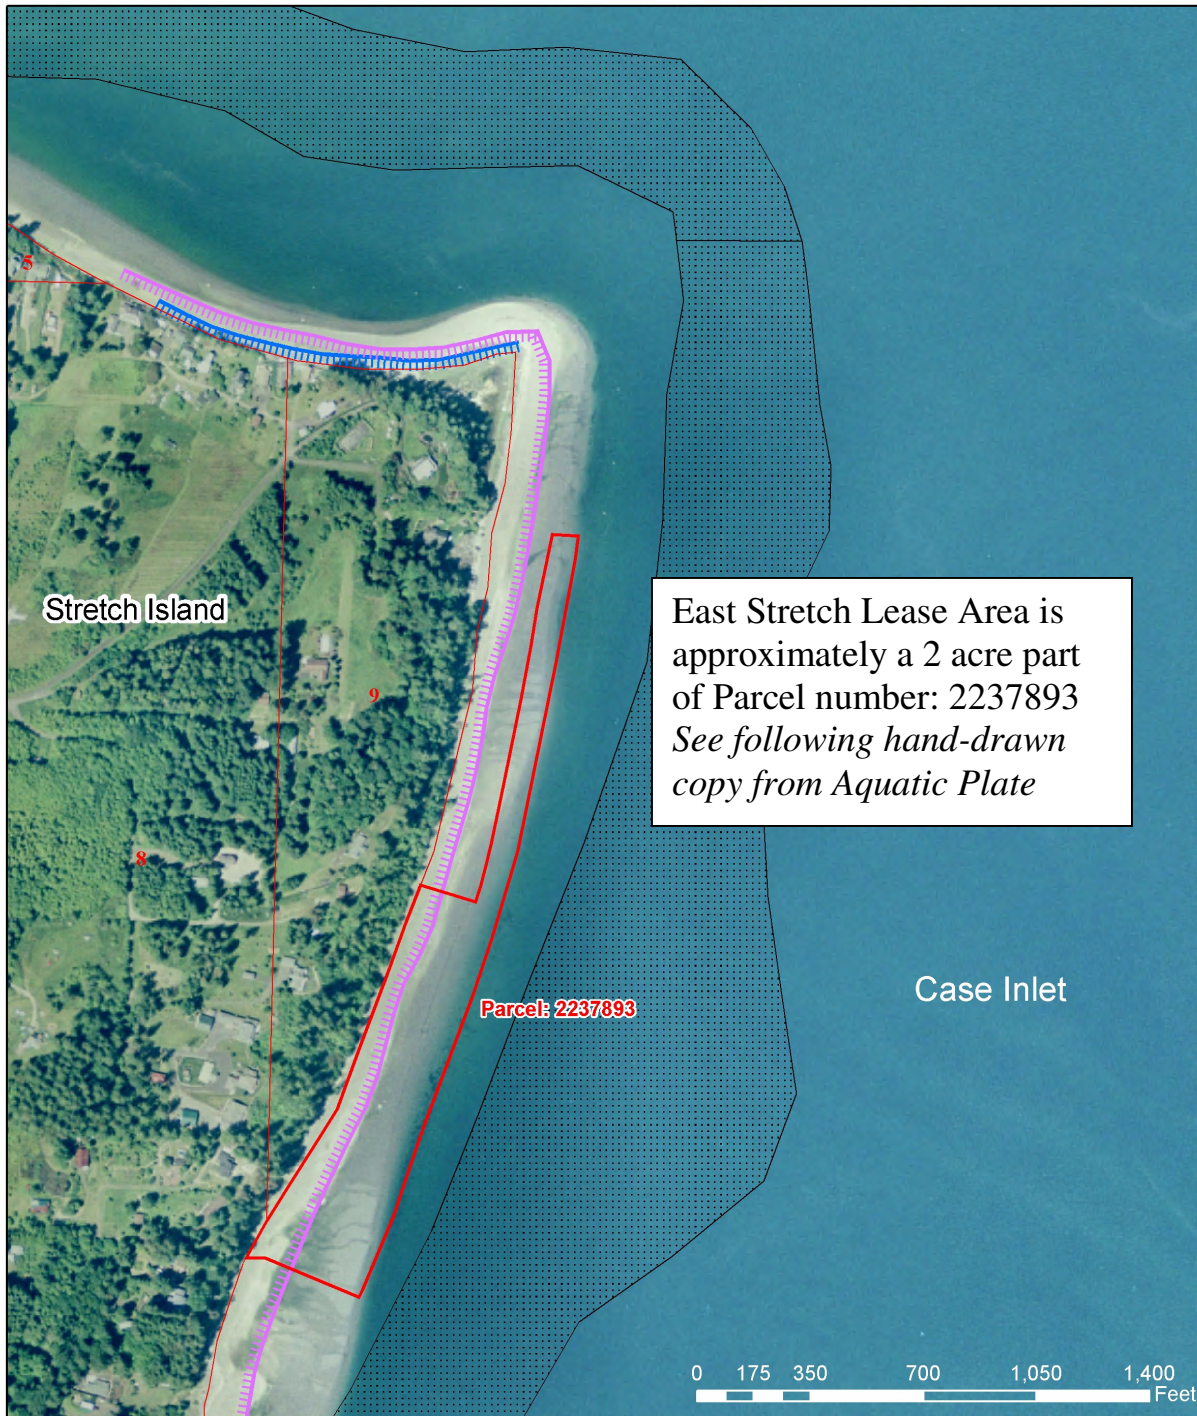 5
Stretch Island
East Stretch Lease Area is
approximately a 2 acre part
of Parcel number: 2237893
See following hand-drawn
copy from Aquatic Plate
9
8
Case Inlet
Parcel: 2237893
0 175 350 700 1,050 1,400
Feet